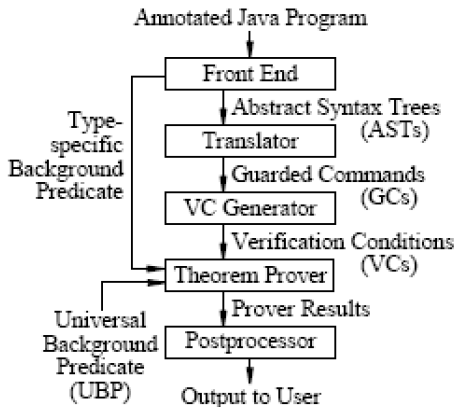 Annotated Java Program
Front End
Abstract Syntax Trees
(ASTs)
Type-
specific
Background
Predicate
Translator
Guarded Commands
(GCs)
VC Generator
Verification Conditions
(VCs)
Theorem Prover
Prover Results
Universal
Background
Predicate
(UBP)
Postprocessor
Output to User